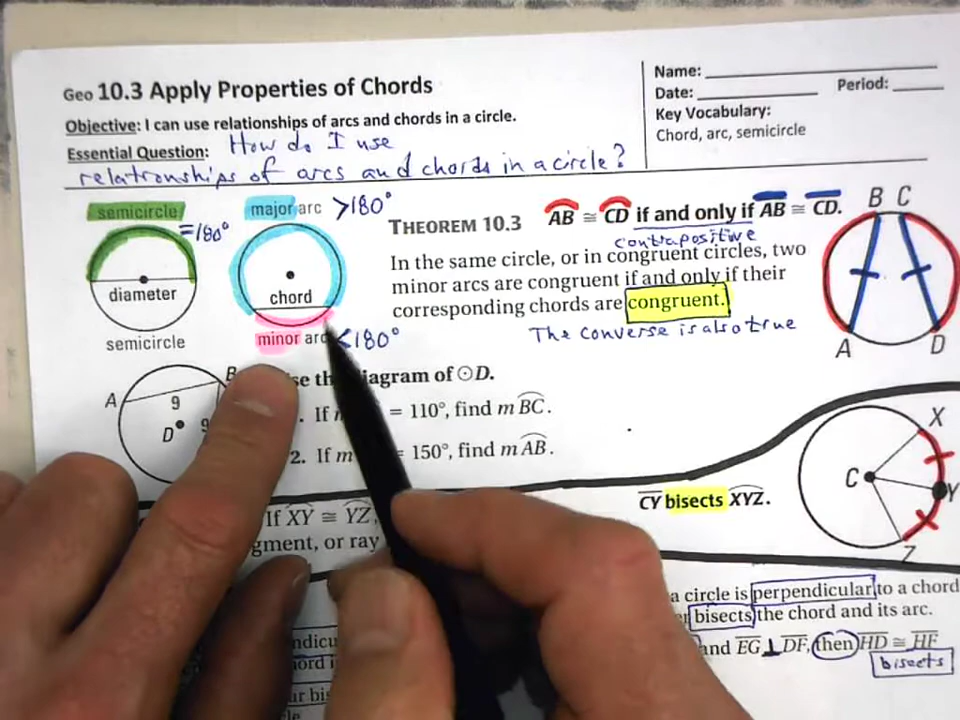 Geo 10.3 Apply Properties of Chords
Objective: I can use relationships of arcs and chords in a circle.
Essential Question: How do I use
relationships of arcs and chords in a circle?
Name:
Date: Period:
Key Vocabulary:
Chord, arc, semicircle
semicircle =180°
diameter
semicircle
major arc >180°
chord
minor arc <180°
THEOREM 10.3 AB ≅ CD if and only if AB ≅ CD.
contrapositive
In the same circle, or in congruent circles, two
minor arcs are congruent if and only if their
corresponding chords are congruent.
The converse is also true
B C
A D
A B
9
D 9
the diagram of ⊙D.
. If m = 110°, find mBC.
2. If m = 150°, find mAB.
CY bisects XYZ.
X
C Y
Z
If XY ≅ YZ,
gment, or ray
a circle is perpendicular to a chord
bisects the chord and its arc.
and EG ⊥ DF, then HD ≅ HF
bisects